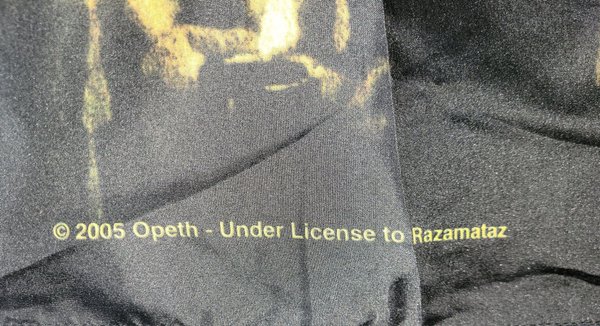 © 2005 Opeth - Under License to Razamataz